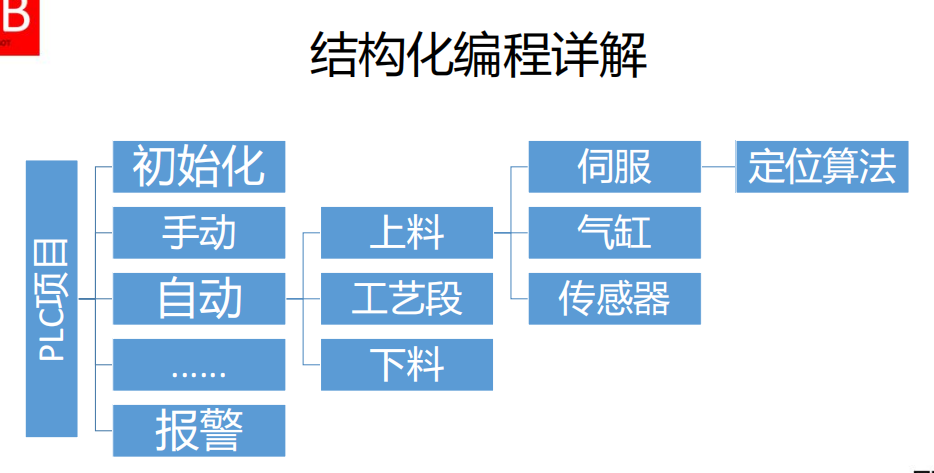 B
结构化编程详解
PLC项目
初始化
手动
自动
......
报警
上料
工艺段
下料
伺服
气缸
传感器
定位算法